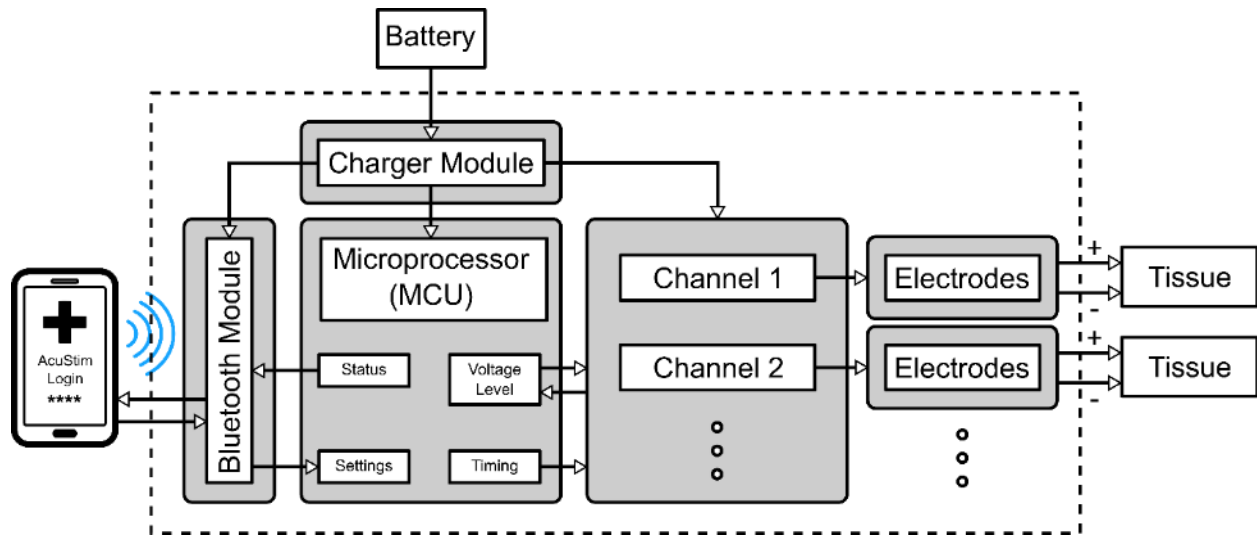 Battery
Charger Module
Bluetooth Module
Microprocessor
(MCU)
Status
Voltage
Level
Settings
Timing
Channel 1
Channel 2
Electrodes
Electrodes
+
-
+
-
Tissue
Tissue
AcuStim
Login
****